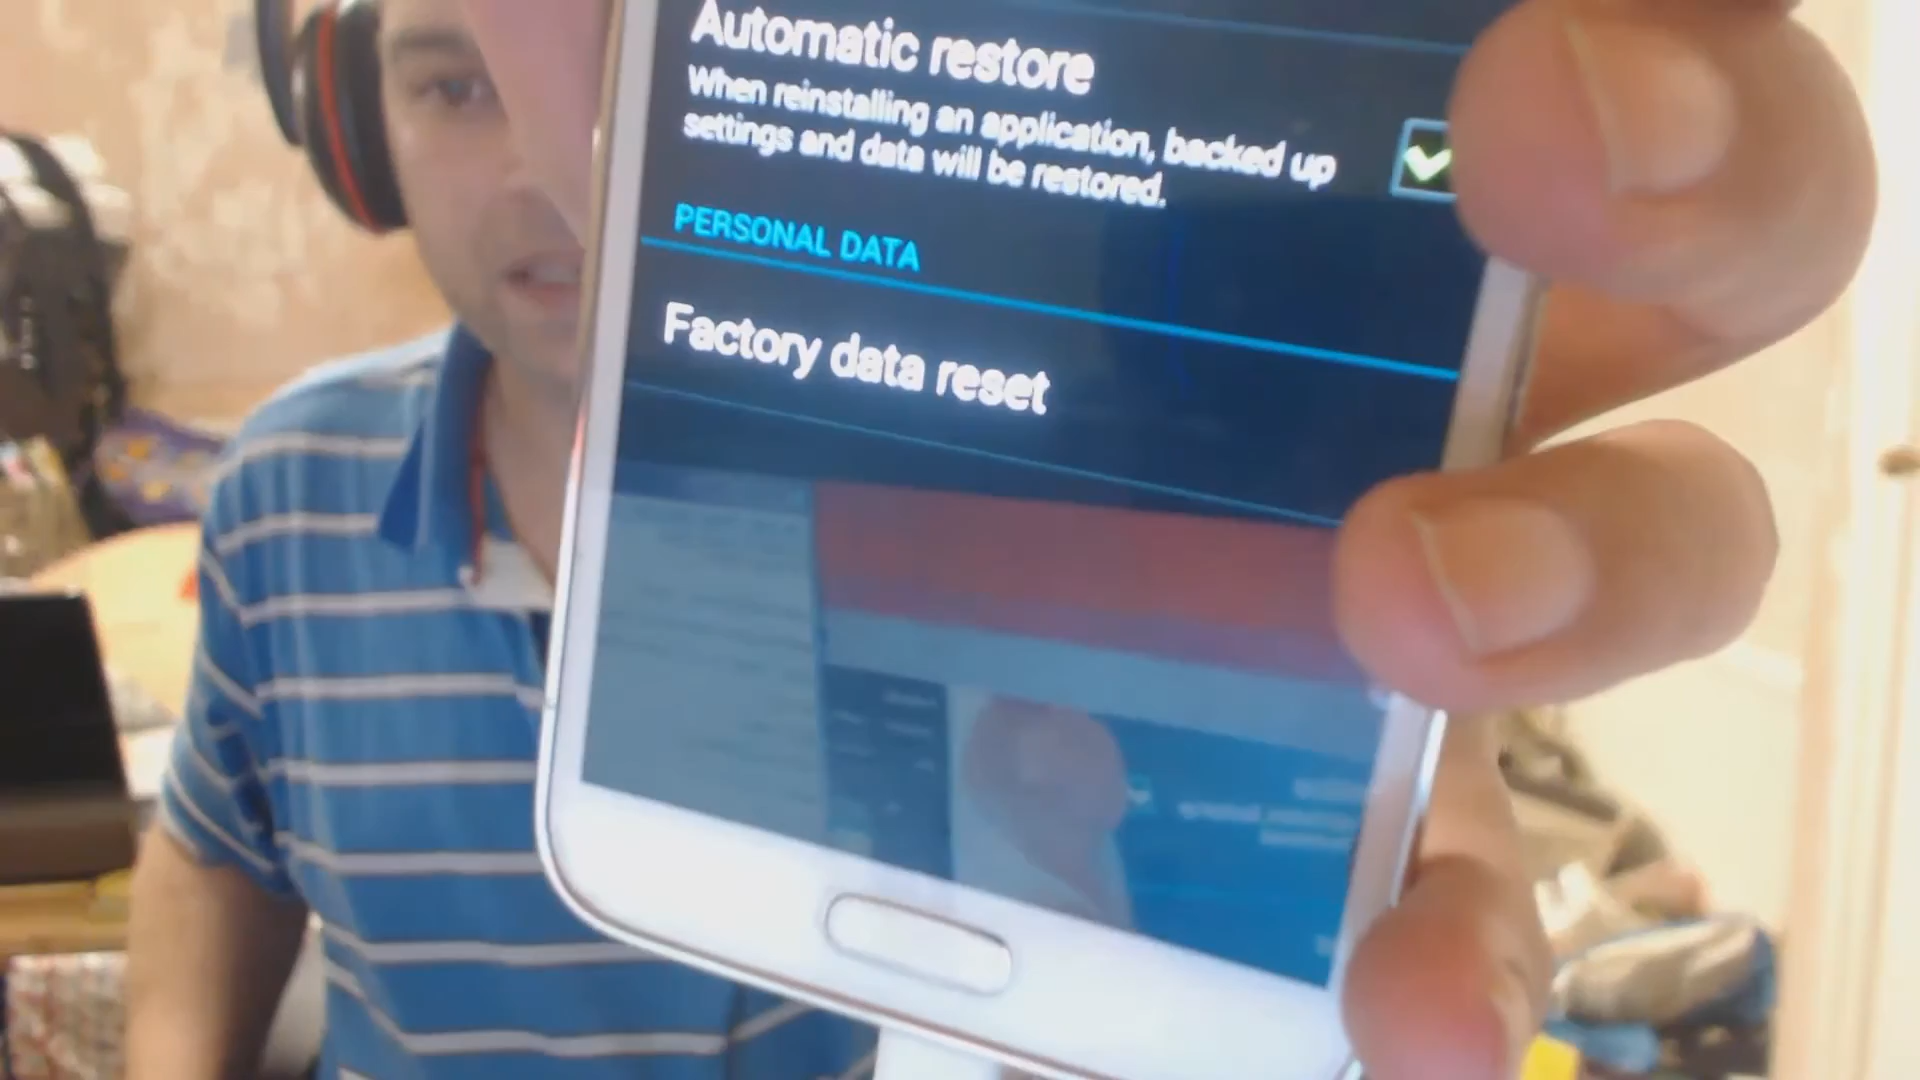 Automatic restore
When reinstalling an application, backed up
settings and data will be restored.
PERSONAL DATA
Factory data reset